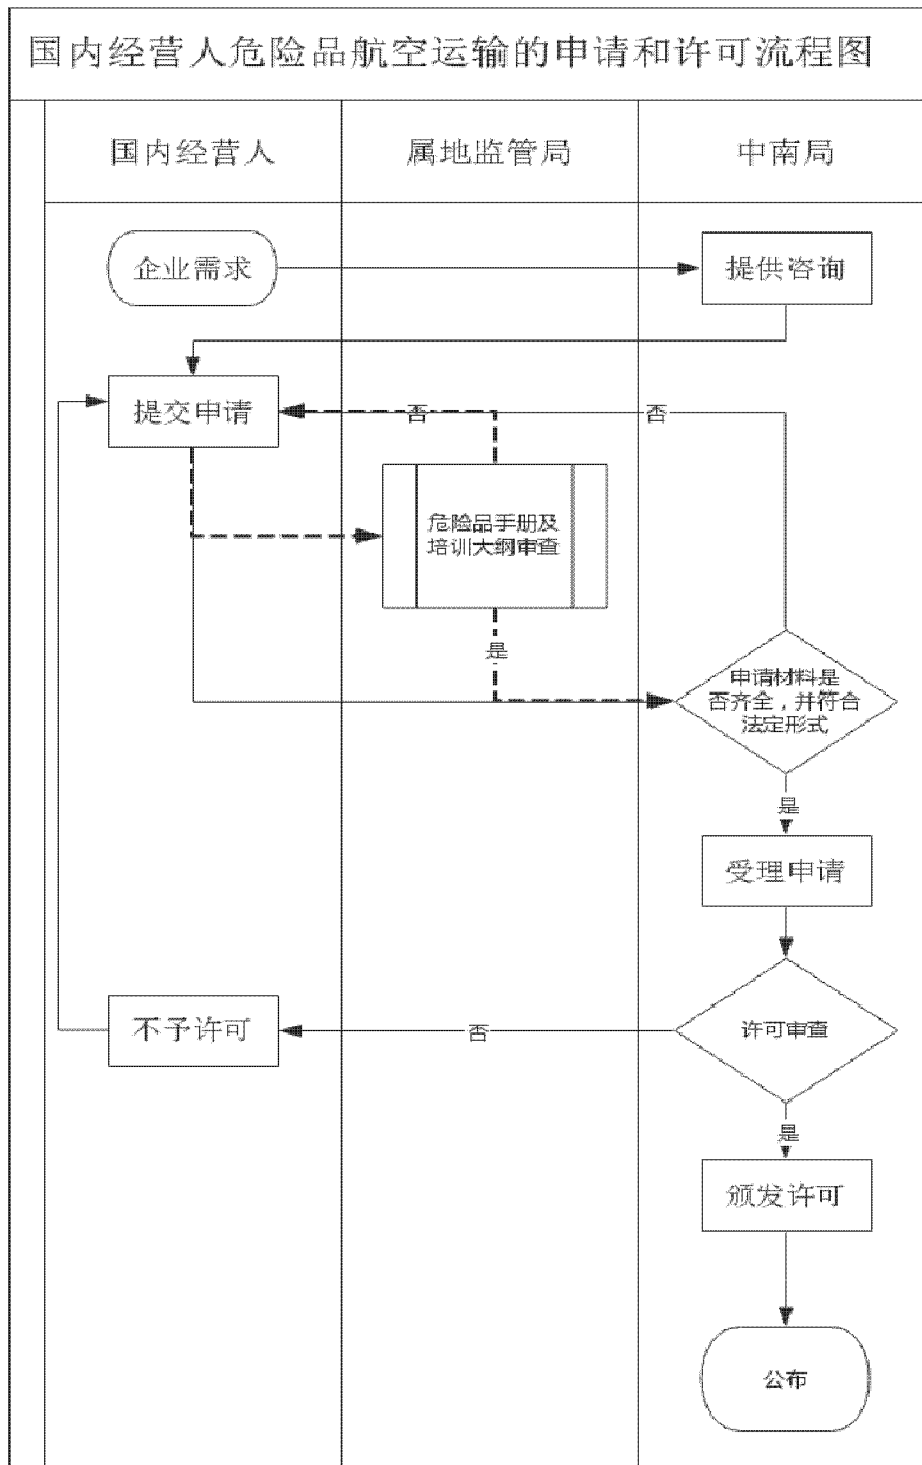 国内经营人危险品航空运输的申请和许可流程图
国内经营人
属地监管局
中南局
企业需求
提供咨询
提交申请
否
否
危险品手册及
培训大纲审查
是
申请材料是
否齐全，并符合
法定形式
是
受理申请
不予许可
否
许可审查
是
颁发许可
公布